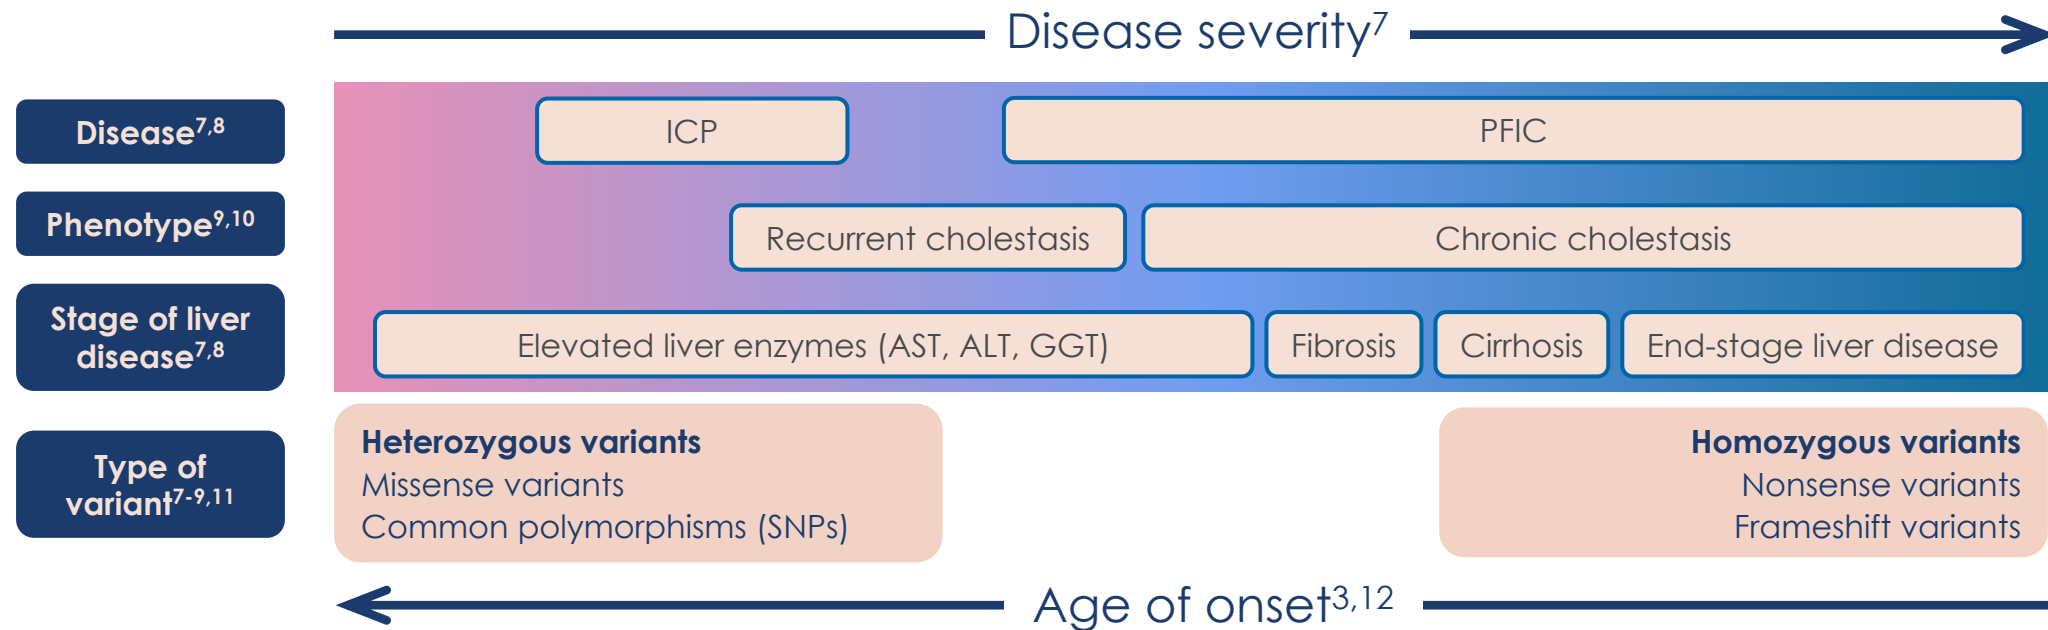 Disease severity⁷
Disease⁷,⁸
ICP
PFIC
Phenotype⁹,¹⁰
Recurrent cholestasis
Chronic cholestasis
Stage of liver
disease⁷,⁸
Elevated liver enzymes (AST, ALT, GGT)
Fibrosis
Cirrhosis
End-stage liver disease
Type of
variant⁷⁻⁹,¹¹
Heterozygous variants
Missense variants
Common polymorphisms (SNPs)
Homozygous variants
Nonsense variants
Frameshift variants
Age of onset³,¹²